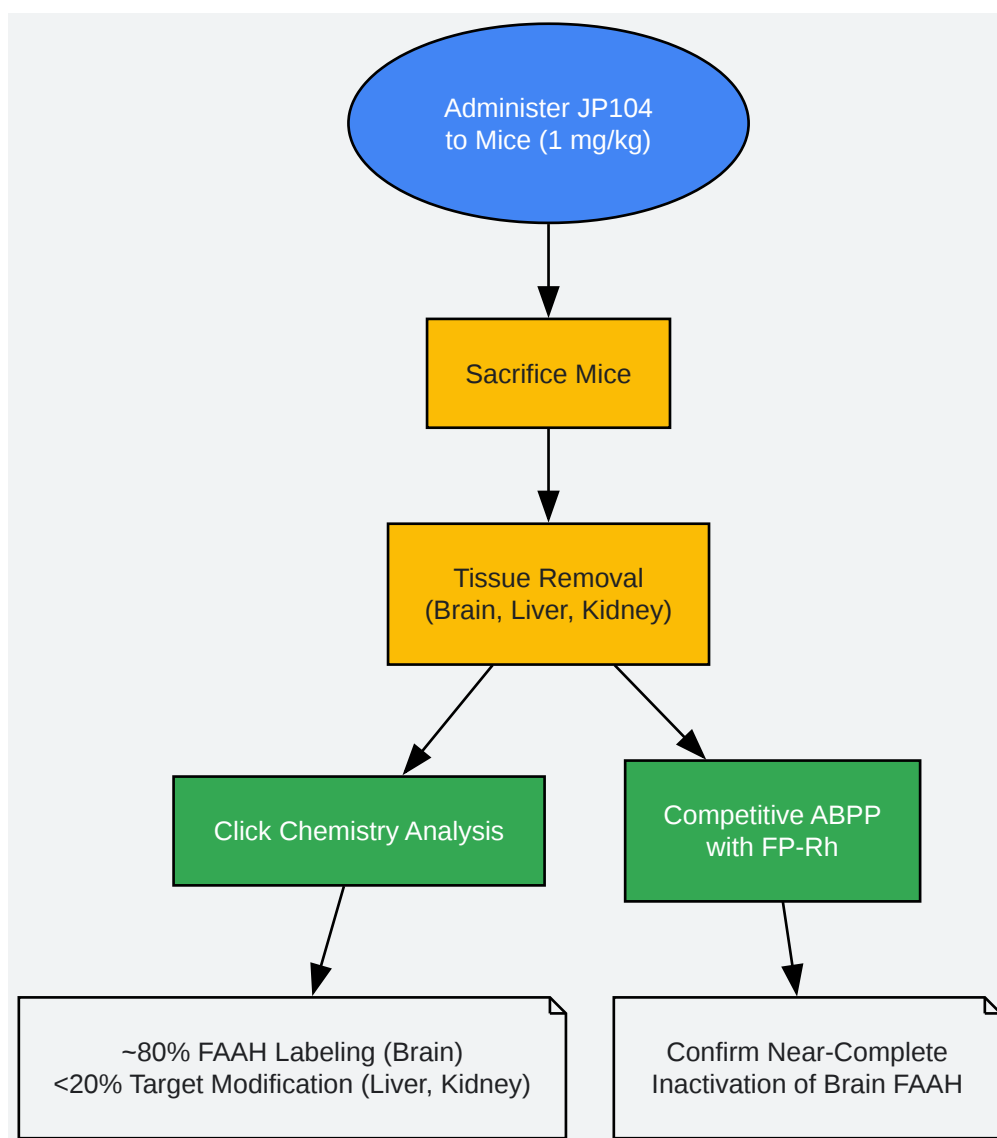 Administer JP104
to Mice (1 mg/kg)
Sacrifice Mice
Tissue Removal
(Brain, Liver, Kidney)
Click Chemistry Analysis
Competitive ABPP
with FP-Rh
~80% FAAH Labeling (Brain)
<20% Target Modification (Liver, Kidney)
Confirm Near-Complete
Inactivation of Brain FAAH